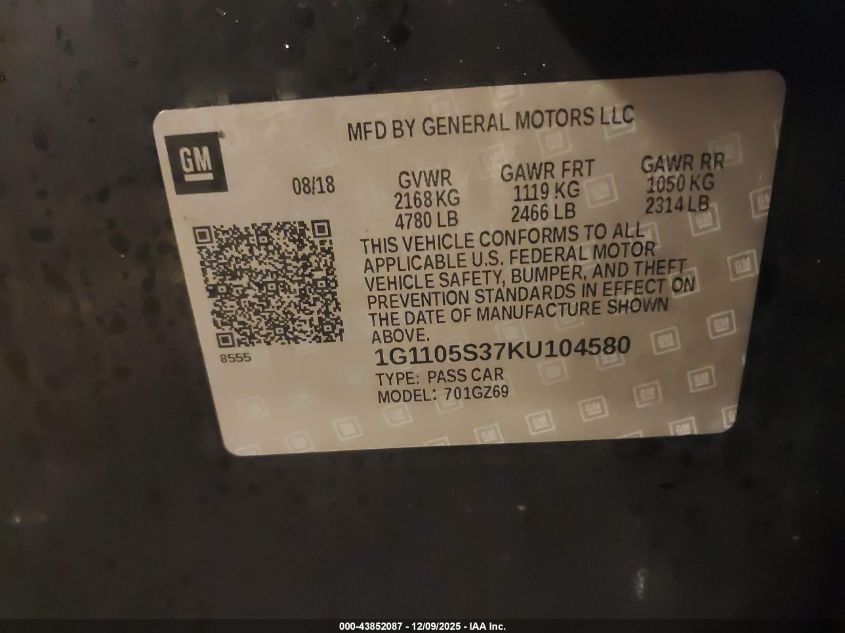 MFD BY GENERAL MOTORS LLC
GM
08/18
GVWR GAWR FRT GAWR RR
2168 KG 1119 KG 1050 KG
4780 LB 2466 LB 2314 LB
THIS VEHICLE CONFORMS TO ALL
APPLICABLE U.S. FEDERAL MOTOR
VEHICLE SAFETY, BUMPER, AND THEFT
PREVENTION STANDARDS IN EFFECT ON
THE DATE OF MANUFACTURE SHOWN
ABOVE.
8555
1G1105S37KU104580
TYPE: PASS CAR
MODEL: 701GZ69
000-43852087 - 12/09/2025 - IAA Inc.